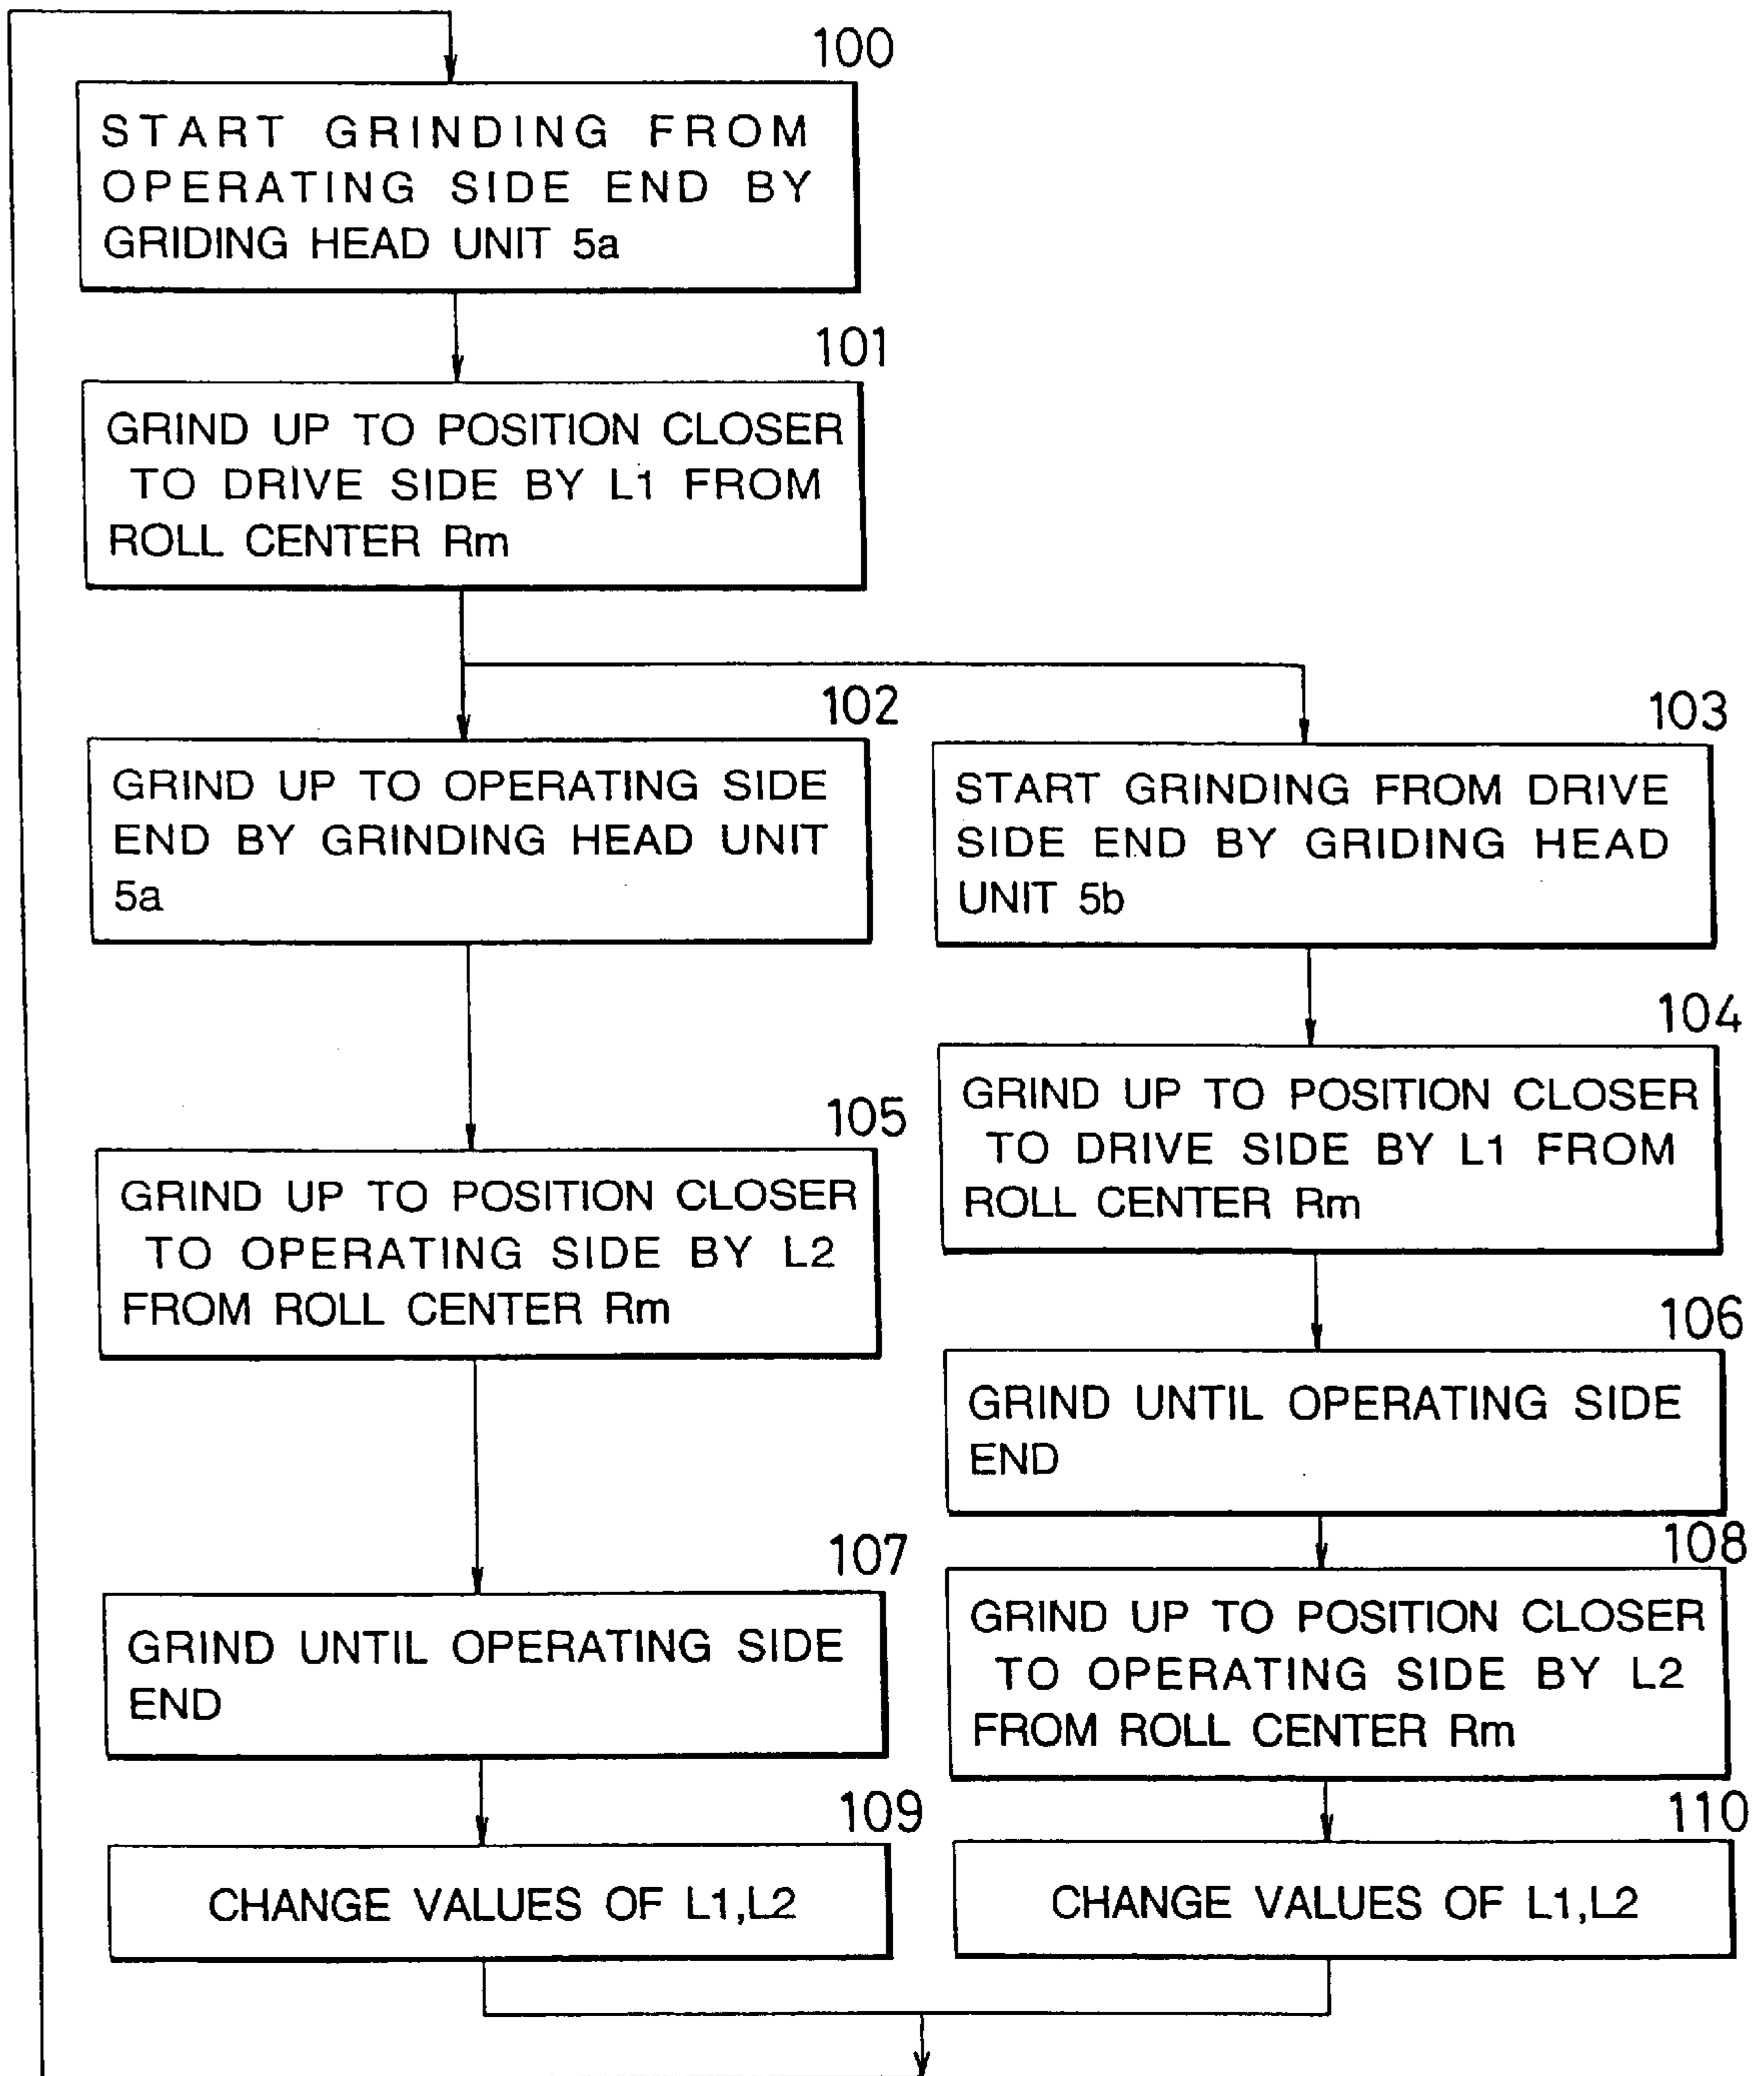 100
START GRINDING FROM
OPERATING SIDE END BY
GRIDING HEAD UNIT 5a
101
GRIND UP TO POSITION CLOSER
TO DRIVE SIDE BY L1 FROM
ROLL CENTER Rm
102
GRIND UP TO OPERATING SIDE
END BY GRINDING HEAD UNIT
5a
103
START GRINDING FROM DRIVE
SIDE END BY GRIDING HEAD
UNIT 5b
104
GRIND UP TO POSITION CLOSER
TO DRIVE SIDE BY L1 FROM
ROLL CENTER Rm
105
GRIND UP TO POSITION CLOSER
TO OPERATING SIDE BY L2
FROM ROLL CENTER Rm
106
GRIND UNTIL OPERATING SIDE
END
107
GRIND UNTIL OPERATING SIDE
END
108
GRIND UP TO POSITION CLOSER
TO OPERATING SIDE BY L2
FROM ROLL CENTER Rm
109
CHANGE VALUES OF L1,L2
110
CHANGE VALUES OF L1,L2